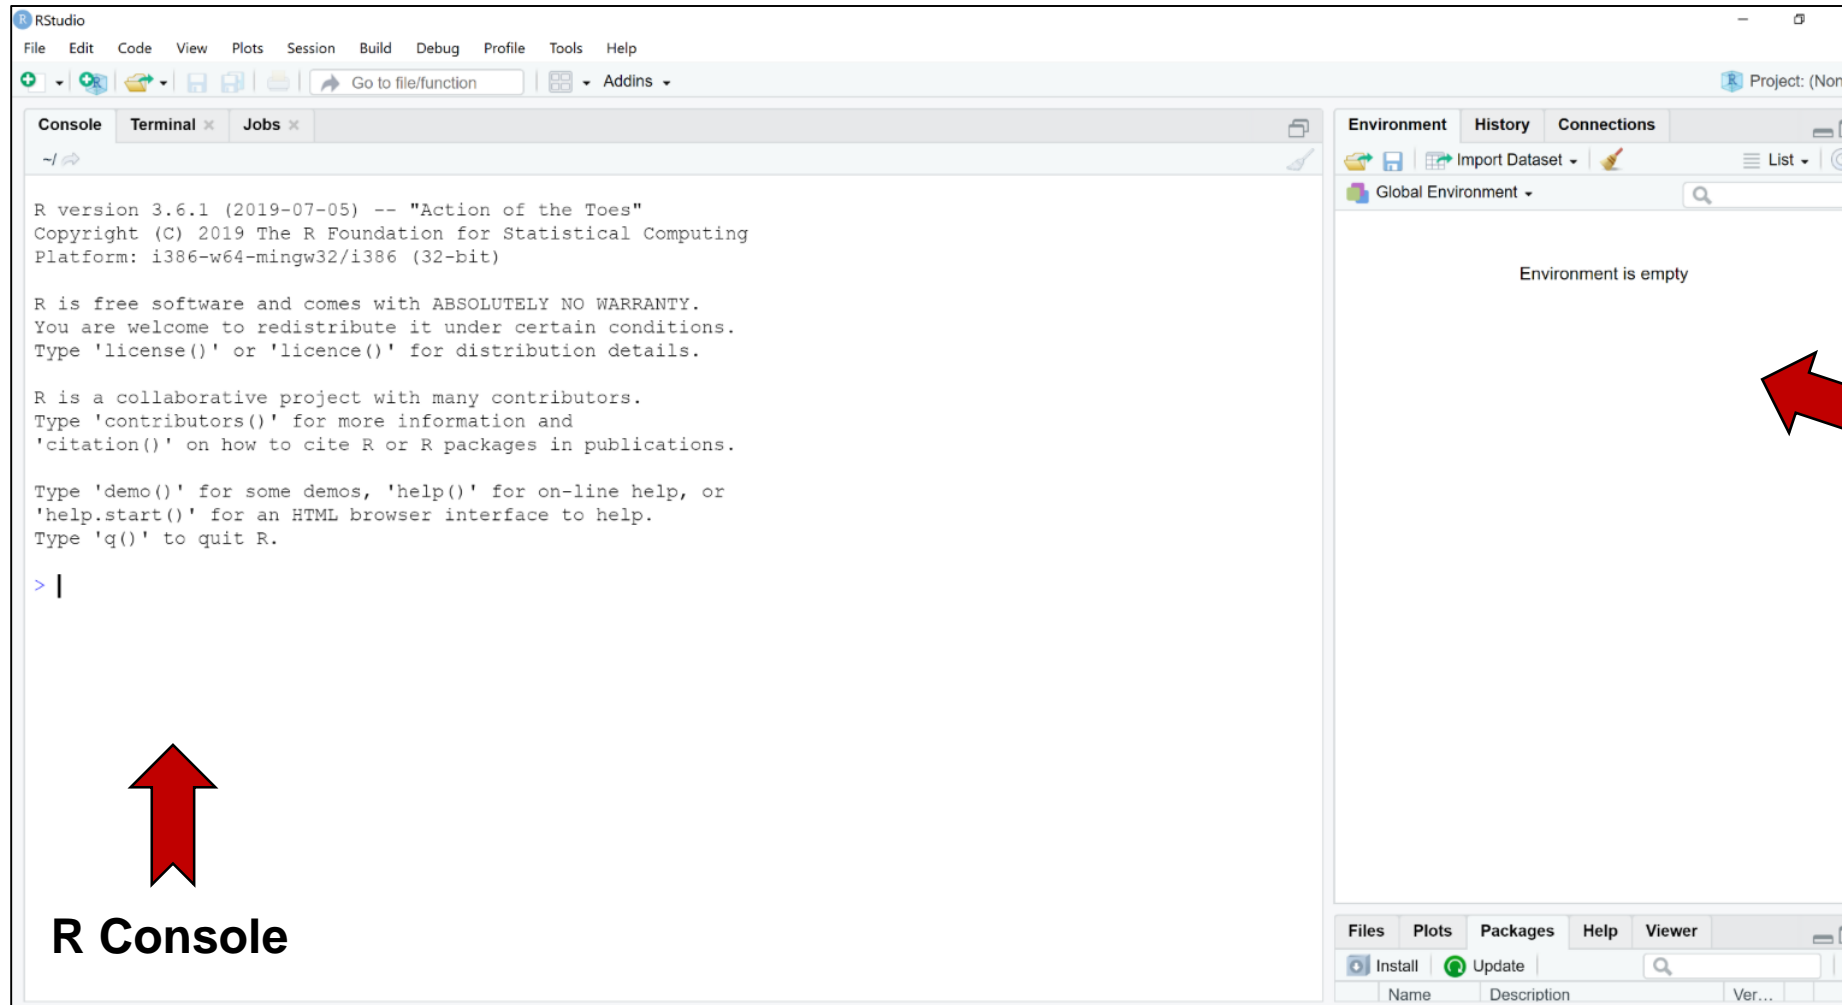 RStudio
File Edit Code View Plots Session Build Debug Profile Tools Help
Go to file/function Addins Project: (Non
Console Terminal Jobs
~/
R version 3.6.1 (2019-07-05) -- "Action of the Toes"
Copyright (C) 2019 The R Foundation for Statistical Computing
Platform: i386-w64-mingw32/i386 (32-bit)
R is free software and comes with ABSOLUTELY NO WARRANTY.
You are welcome to redistribute it under certain conditions.
Type 'license()' or 'licence()' for distribution details.
R is a collaborative project with many contributors.
Type 'contributors()' for more information and
'citation()' on how to cite R or R packages in publications.
Type 'demo()' for some demos, 'help()' for on-line help, or
'help.start()' for an HTML browser interface to help.
Type 'q()' to quit R.
>
R Console
Environment History Connections
Import Dataset List
Global Environment
Environment is empty
Files Plots Packages Help Viewer
Install Update
Name Description Ver...